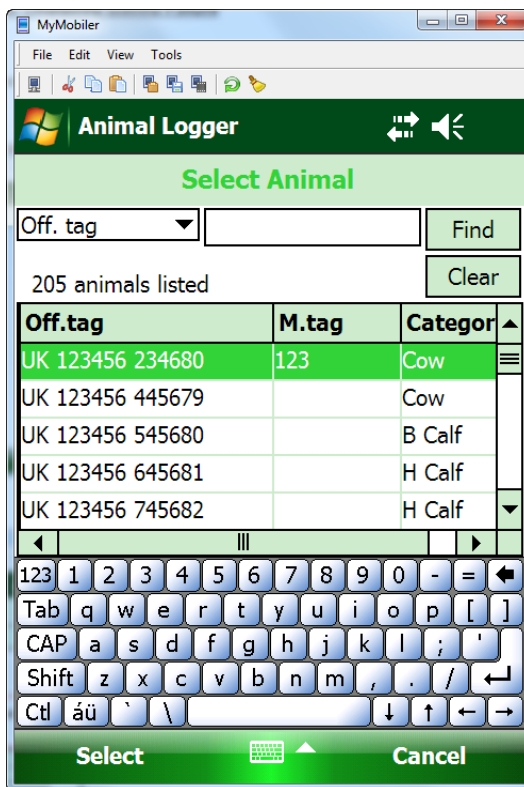 MyMobiler
File Edit View Tools
Animal Logger
Select Animal
Off. tag Find
205 animals listed Clear
Off.tag M.tag Categor
UK 123456 234680 123 Cow
UK 123456 445679 Cow
UK 123456 545680 B Calf
UK 123456 645681 H Calf
UK 123456 745682 H Calf
123 1 2 3 4 5 6 7 8 9 0 - =
Tab q w e r t y u i o p [ ]
CAP a s d f g h j k l ; '
Shift z x c v b n m , . /
Ctl áü ` \
Select Cancel